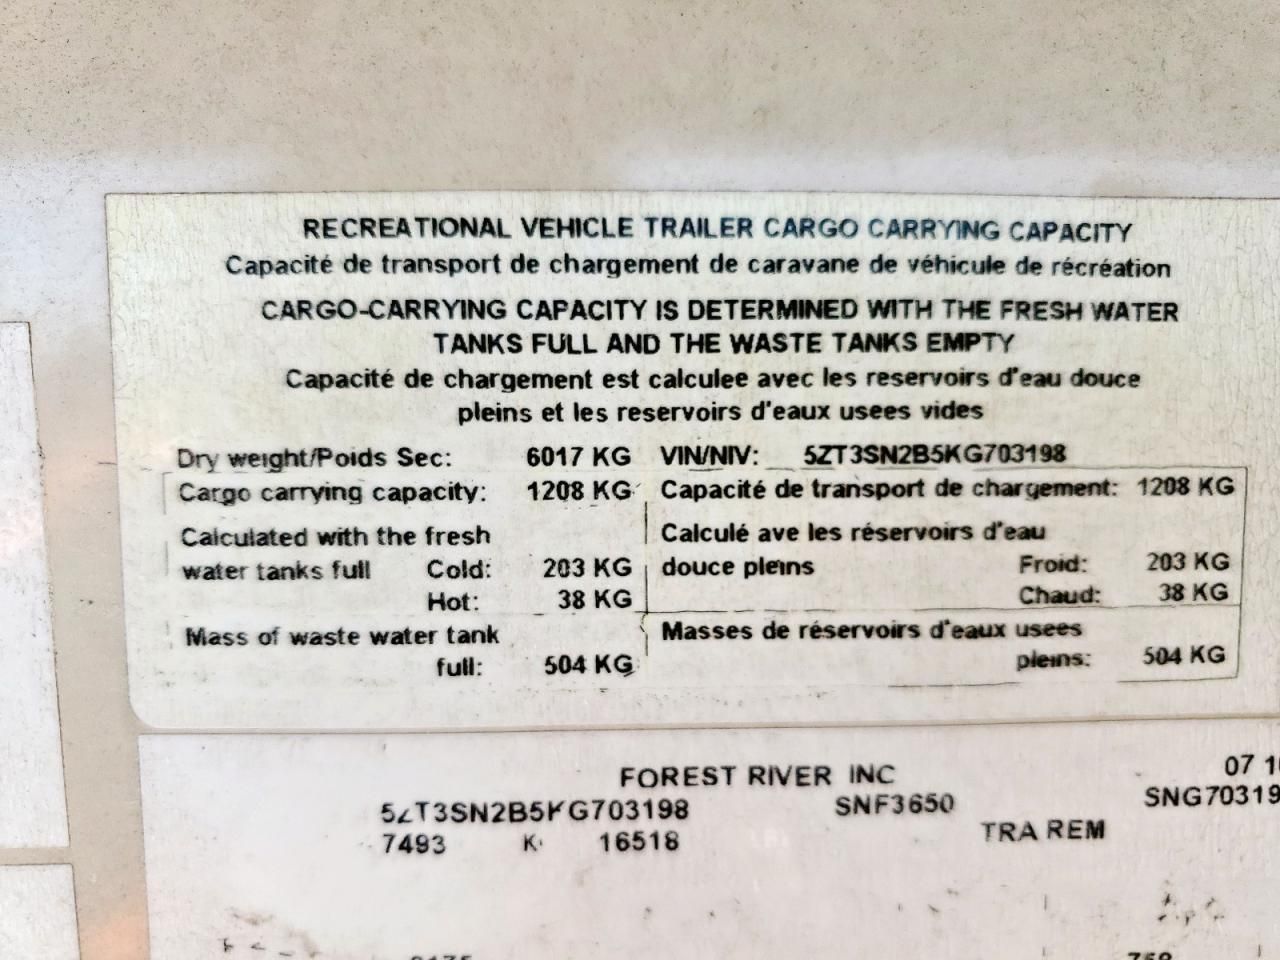 RECREATIONAL VEHICLE TRAILER CARGO CARRYING CAPACITY
Capacité de transport de chargement de caravane de véhicule de récréation
CARGO-CARRYING CAPACITY IS DETERMINED WITH THE FRESH WATER
TANKS FULL AND THE WASTE TANKS EMPTY
Capacité de chargement est calculee avec les reservoirs d'eau douce
pleins et les reservoirs d'eaux usees vides
Dry weight/Poids Sec: 6017 KG VIN/NIV: 5ZT3SN2B5KG703198
Cargo carrying capacity: 1208 KG Capacité de transport de chargement: 1208 KG
Calculated with the fresh Calculé ave les réservoirs d'eau
water tanks full Cold: 203 KG douce pleins Froid: 203 KG
Hot: 38 KG Chaud: 38 KG
Mass of waste water tank Masses de réservoirs d'eaux usees
full: 504 KG pleins: 504 KG
FOREST RIVER INC 07
5ZT3SN2B5KG703198 SNF3650 SNG70319
7493 K 16518 TRA REM